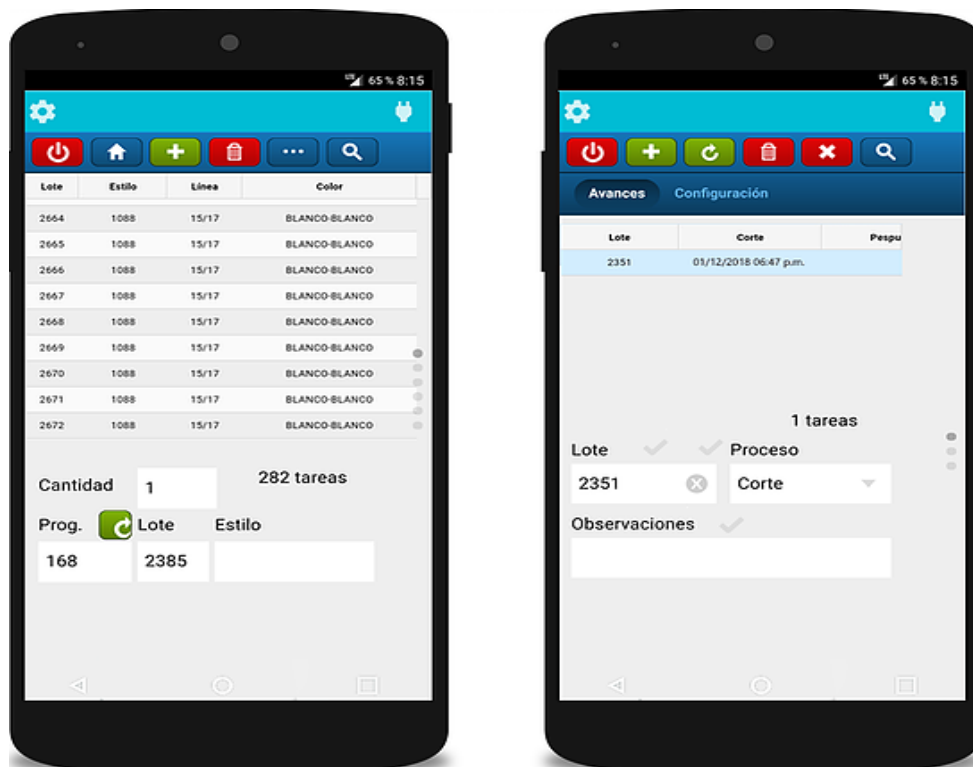 LTE 65 % 8:15
Lote Estilo Línea Color
2664 1088 15/17 BLANCO-BLANCO
2665 1088 15/17 BLANCO-BLANCO
2666 1088 15/17 BLANCO-BLANCO
2667 1088 15/17 BLANCO-BLANCO
2668 1088 15/17 BLANCO-BLANCO
2669 1088 15/17 BLANCO-BLANCO
2670 1088 15/17 BLANCO-BLANCO
2671 1088 15/17 BLANCO-BLANCO
2672 1088 15/17 BLANCO-BLANCO
Cantidad 1 282 tareas
Prog. Lote Estilo
168 2385
LTE 65 % 8:15
Avances Configuración
Lote Corte Pespu
2351 01/12/2018 06:47 p.m.
1 tareas
Lote Proceso
2351 Corte
Observaciones